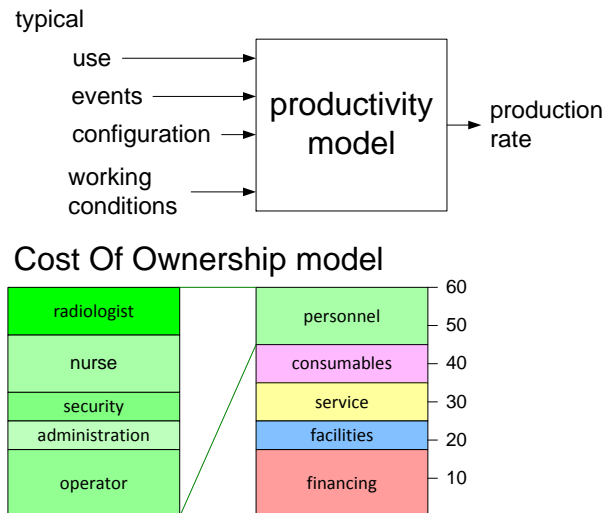 typical
use
events
configuration
working
conditions
productivity
model
production
rate
Cost Of Ownership model
radiologist
nurse
security
administration
operator
personnel
consumables
service
facilities
financing
60
50
40
30
20
10